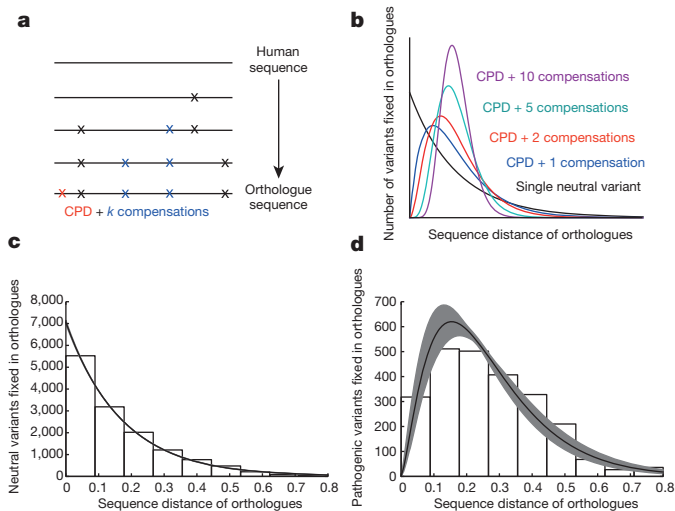 a
Human
sequence
x
x x
x x x x
x x x x x
Orthologue
sequence
CPD + k compensations
b
Number of variants fixed in orthologues
CPD + 10 compensations
CPD + 5 compensations
CPD + 2 compensations
CPD + 1 compensation
Single neutral variant
Sequence distance of orthologues
c
Neutral variants fixed in orthologues
8,000
7,000
6,000
5,000
4,000
3,000
2,000
1,000
0
0 0.1 0.2 0.3 0.4 0.5 0.6 0.7 0.8
Sequence distance of orthologues
d
Pathogenic variants fixed in orthologues
700
600
500
400
300
200
100
0
0 0.1 0.2 0.3 0.4 0.5 0.6 0.7 0.8
Sequence distance of orthologues